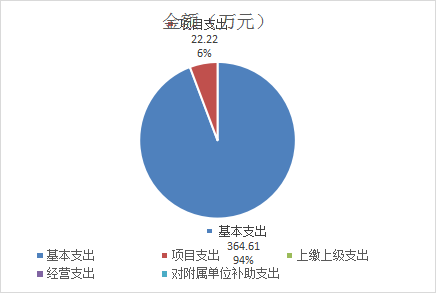 金额（万元）
项目支出
22.22
6%
基本支出
364.61
94%
基本支出 项目支出 上缴上级支出
经营支出 对附属单位补助支出